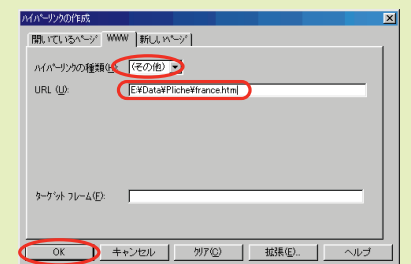 ハイパーリンクの作成
開いているページ WWW 新しいページ
ハイパーリンクの種類(H): (その他)
URL (U): E:¥Data¥Pliche¥france.htm
ターゲット フレーム(F):
OK キャンセル クリア(C) 拡張(E)... ヘルプ